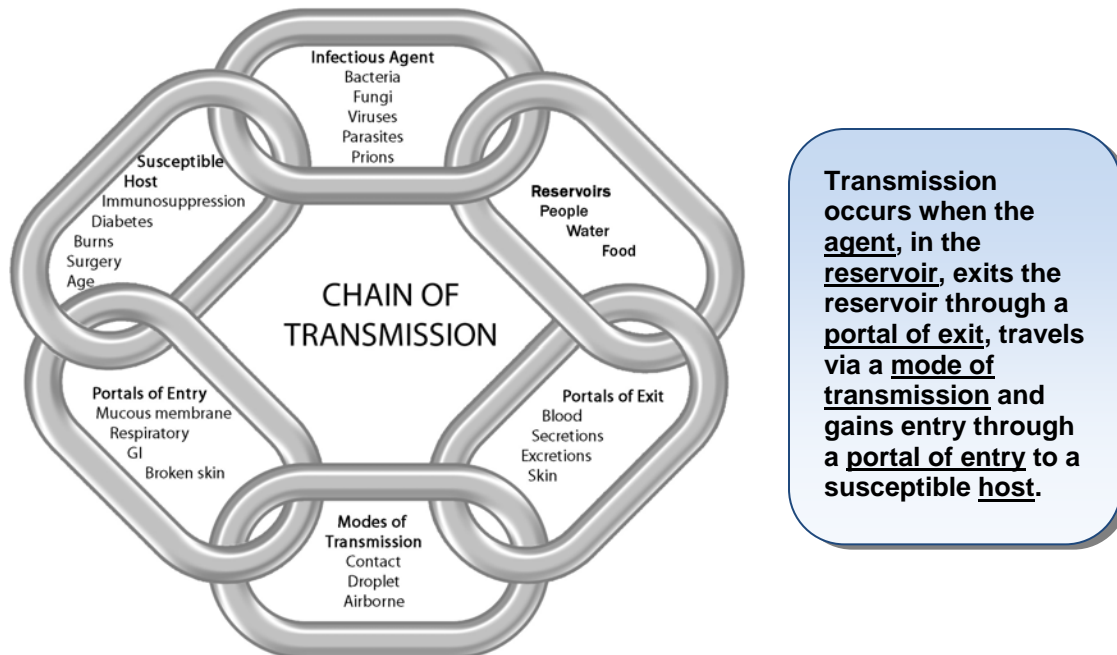 Infectious Agent
Bacteria
Fungi
Viruses
Parasites
Prions
Reservoirs
People
Water
Food
Portals of Exit
Blood
Secretions
Excretions
Skin
Modes of
Transmission
Contact
Droplet
Airborne
Portals of Entry
Mucous membrane
Respiratory
GI
Broken skin
Susceptible
Host
Immunosuppression
Diabetes
Burns
Surgery
Age
CHAIN OF
TRANSMISSION
Transmission
occurs when the
agent, in the
reservoir, exits the
reservoir through a
portal of exit, travels
via a mode of
transmission and
gains entry through
a portal of entry to a
susceptible host.